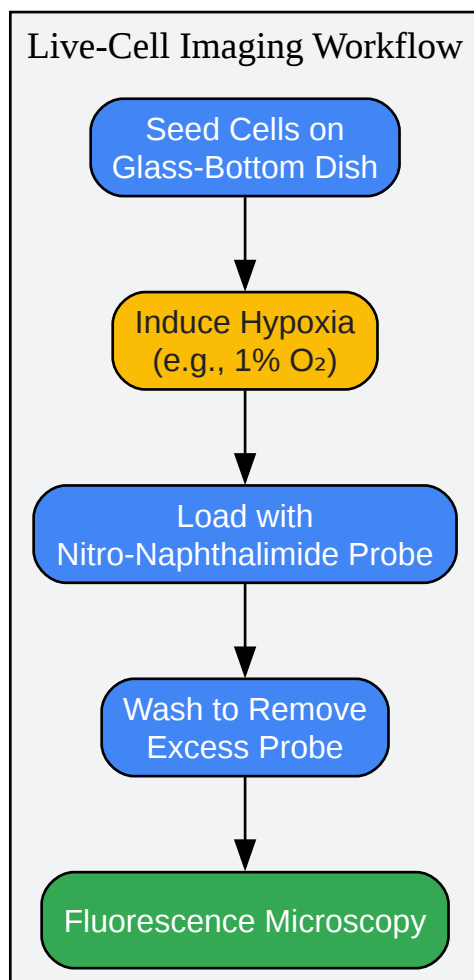 Live-Cell Imaging Workflow
Seed Cells on
Glass-Bottom Dish
Induce Hypoxia
(e.g., 1% O₂)
Load with
Nitro-Naphthalimide Probe
Wash to Remove
Excess Probe
Fluorescence Microscopy